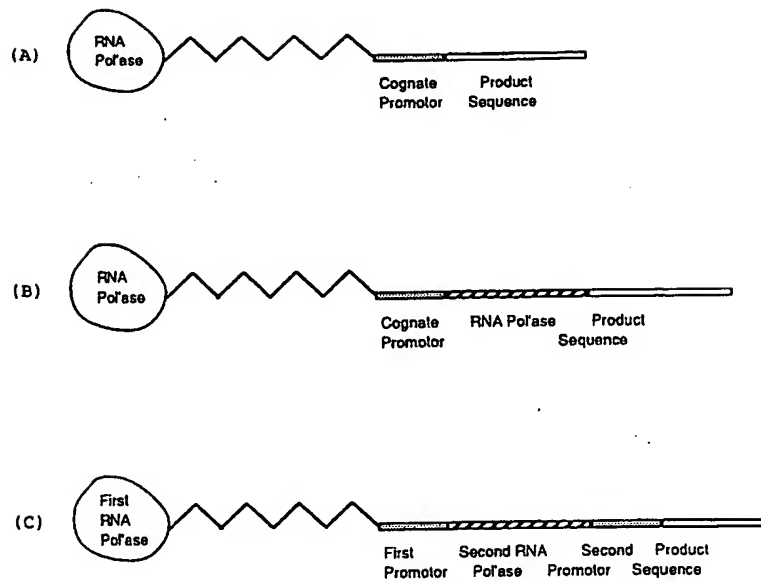 (A)
RNA
Pol'ase
Cognate Product
Promotor Sequence
(B)
RNA
Pol'ase
Cognate RNA Pol'ase Product
Promotor Sequence
(C)
First
RNA
Pol'ase
First Second RNA Second Product
Promotor Pol'ase Promotor Sequence